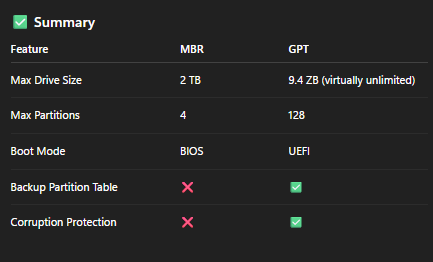 ✅ Summary
Feature MBR GPT
Max Drive Size 2 TB 9.4 ZB (virtually unlimited)
Max Partitions 4 128
Boot Mode BIOS UEFI
Backup Partition Table ❌ ✅
Corruption Protection ❌ ✅